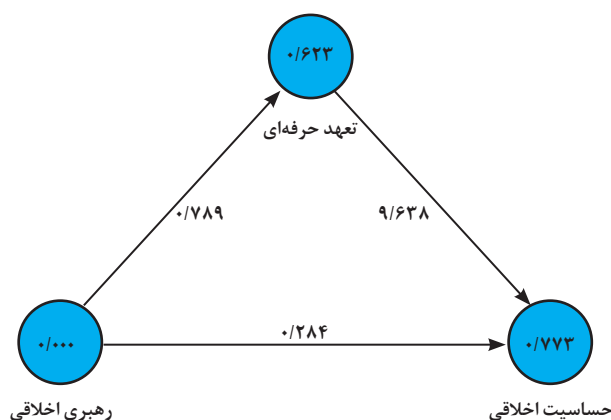 ۰/۶۲۳
تعهد حرفه‌ای
۰/۷۸۹
۹/۶۳۸
۰/۲۸۴
۰/۷۷۳
۰/۰۰۰
حساسیت اخلاقی
رهبری اخلاقی